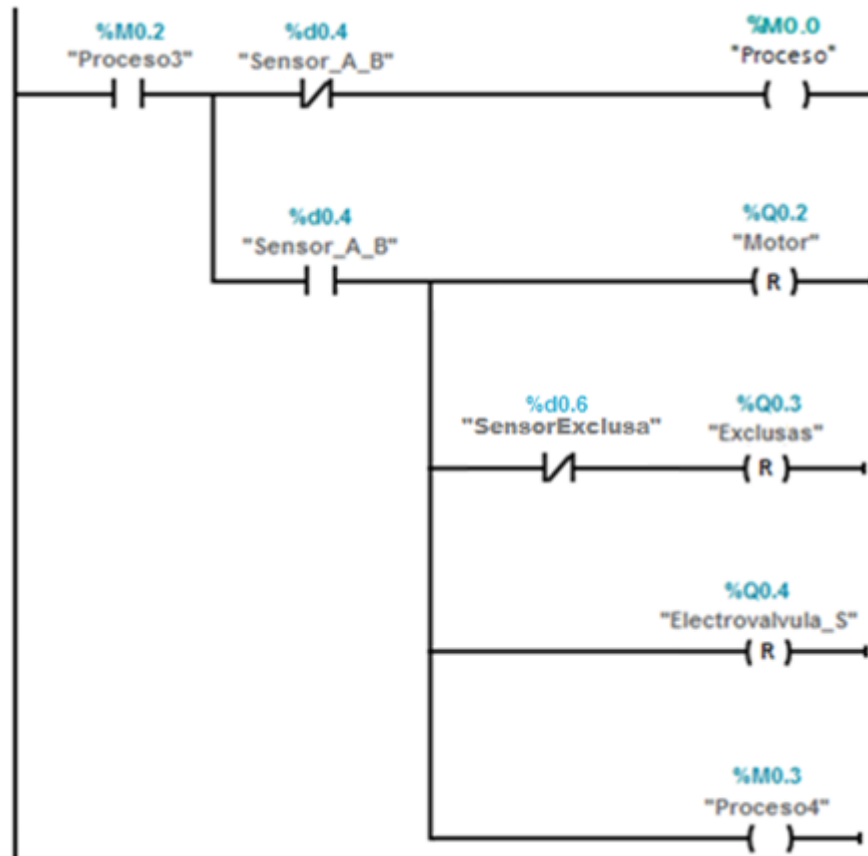 %M0.2
"Proceso3"
%d0.4
"Sensor_A_B"
%M0.0
"Proceso"
%d0.4
"Sensor_A_B"
%Q0.2
"Motor"
R
%d0.6
"SensorExclusa"
%Q0.3
"Exclusas"
R
%Q0.4
"Electrovalvula_S"
R
%M0.3
"Proceso4"